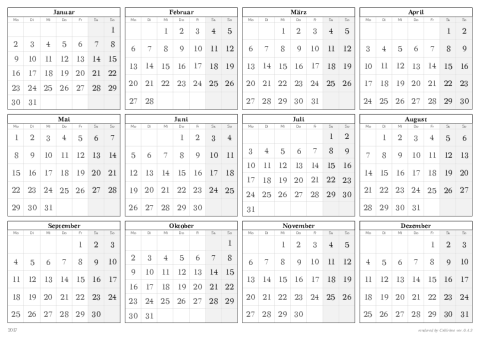 Januar
Mo Di Mi Do Fr Sa So
1
2 3 4 5 6 7 8
9 10 11 12 13 14 15
16 17 18 19 20 21 22
23 24 25 26 27 28 29
30 31
Februar
Mo Di Mi Do Fr Sa So
1 2 3 4 5
6 7 8 9 10 11 12
13 14 15 16 17 18 19
20 21 22 23 24 25 26
27 28
März
Mo Di Mi Do Fr Sa So
1 2 3 4 5
6 7 8 9 10 11 12
13 14 15 16 17 18 19
20 21 22 23 24 25 26
27 28 29 30 31
April
Mo Di Mi Do Fr Sa So
1 2
3 4 5 6 7 8 9
10 11 12 13 14 15 16
17 18 19 20 21 22 23
24 25 26 27 28 29 30
Mai
Mo Di Mi Do Fr Sa So
1 2 3 4 5 6 7
8 9 10 11 12 13 14
15 16 17 18 19 20 21
22 23 24 25 26 27 28
29 30 31
Juni
Mo Di Mi Do Fr Sa So
1 2 3 4
5 6 7 8 9 10 11
12 13 14 15 16 17 18
19 20 21 22 23 24 25
26 27 28 29 30
Juli
Mo Di Mi Do Fr Sa So
1 2
3 4 5 6 7 8 9
10 11 12 13 14 15 16
17 18 19 20 21 22 23
24 25 26 27 28 29 30
31
August
Mo Di Mi Do Fr Sa So
1 2 3 4 5 6
7 8 9 10 11 12 13
14 15 16 17 18 19 20
21 22 23 24 25 26 27
28 29 30 31
September
Mo Di Mi Do Fr Sa So
1 2 3
4 5 6 7 8 9 10
11 12 13 14 15 16 17
18 19 20 21 22 23 24
25 26 27 28 29 30
Oktober
Mo Di Mi Do Fr Sa So
1
2 3 4 5 6 7 8
9 10 11 12 13 14 15
16 17 18 19 20 21 22
23 24 25 26 27 28 29
30 31
November
Mo Di Mi Do Fr Sa So
1 2 3 4 5
6 7 8 9 10 11 12
13 14 15 16 17 18 19
20 21 22 23 24 25 26
27 28 29 30
Dezember
Mo Di Mi Do Fr Sa So
1 2 3
4 5 6 7 8 9 10
11 12 13 14 15 16 17
18 19 20 21 22 23 24
25 26 27 28 29 30 31
2017